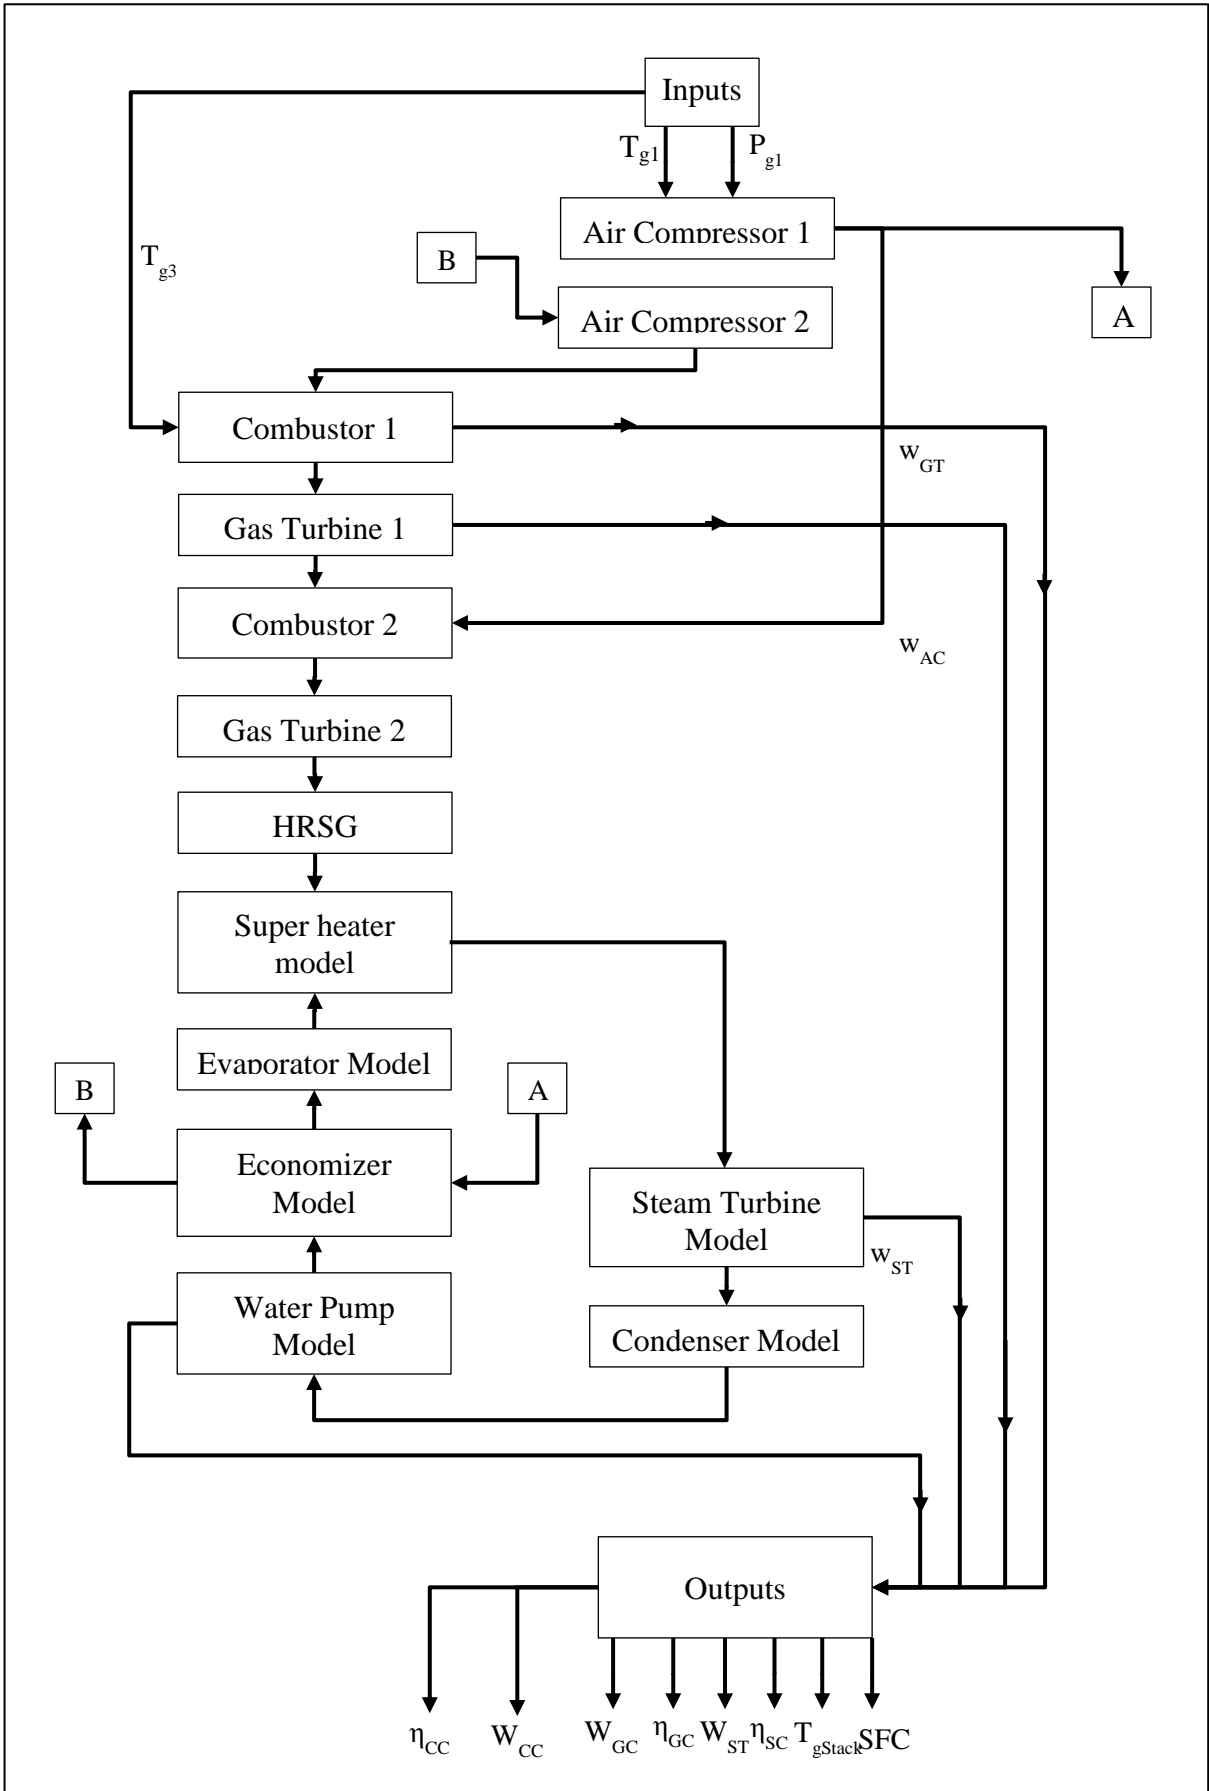 Inputs
T_g1
P_g1
Air Compressor 1
B
T_g3
A
Air Compressor 2
Combustor 1
w_GT
Gas Turbine 1
Combustor 2
w_AC
Gas Turbine 2
HRSG
Super heater
model
Evaporator Model
B
A
Economizer
Model
Steam Turbine
Model
w_ST
Water Pump
Model
Condenser Model
Outputs
η_CC
W_CC
W_GC
η_GC
W_ST
η_SC
T_gStack
SFC